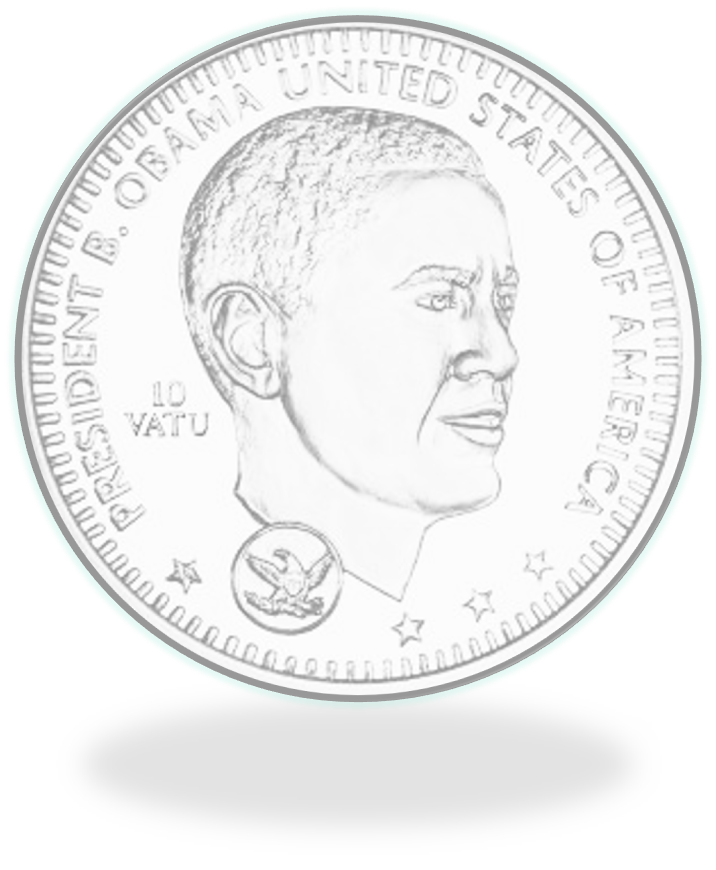 PRESIDENT B. OBAMA UNITED STATES OF AMERICA
10
VATU